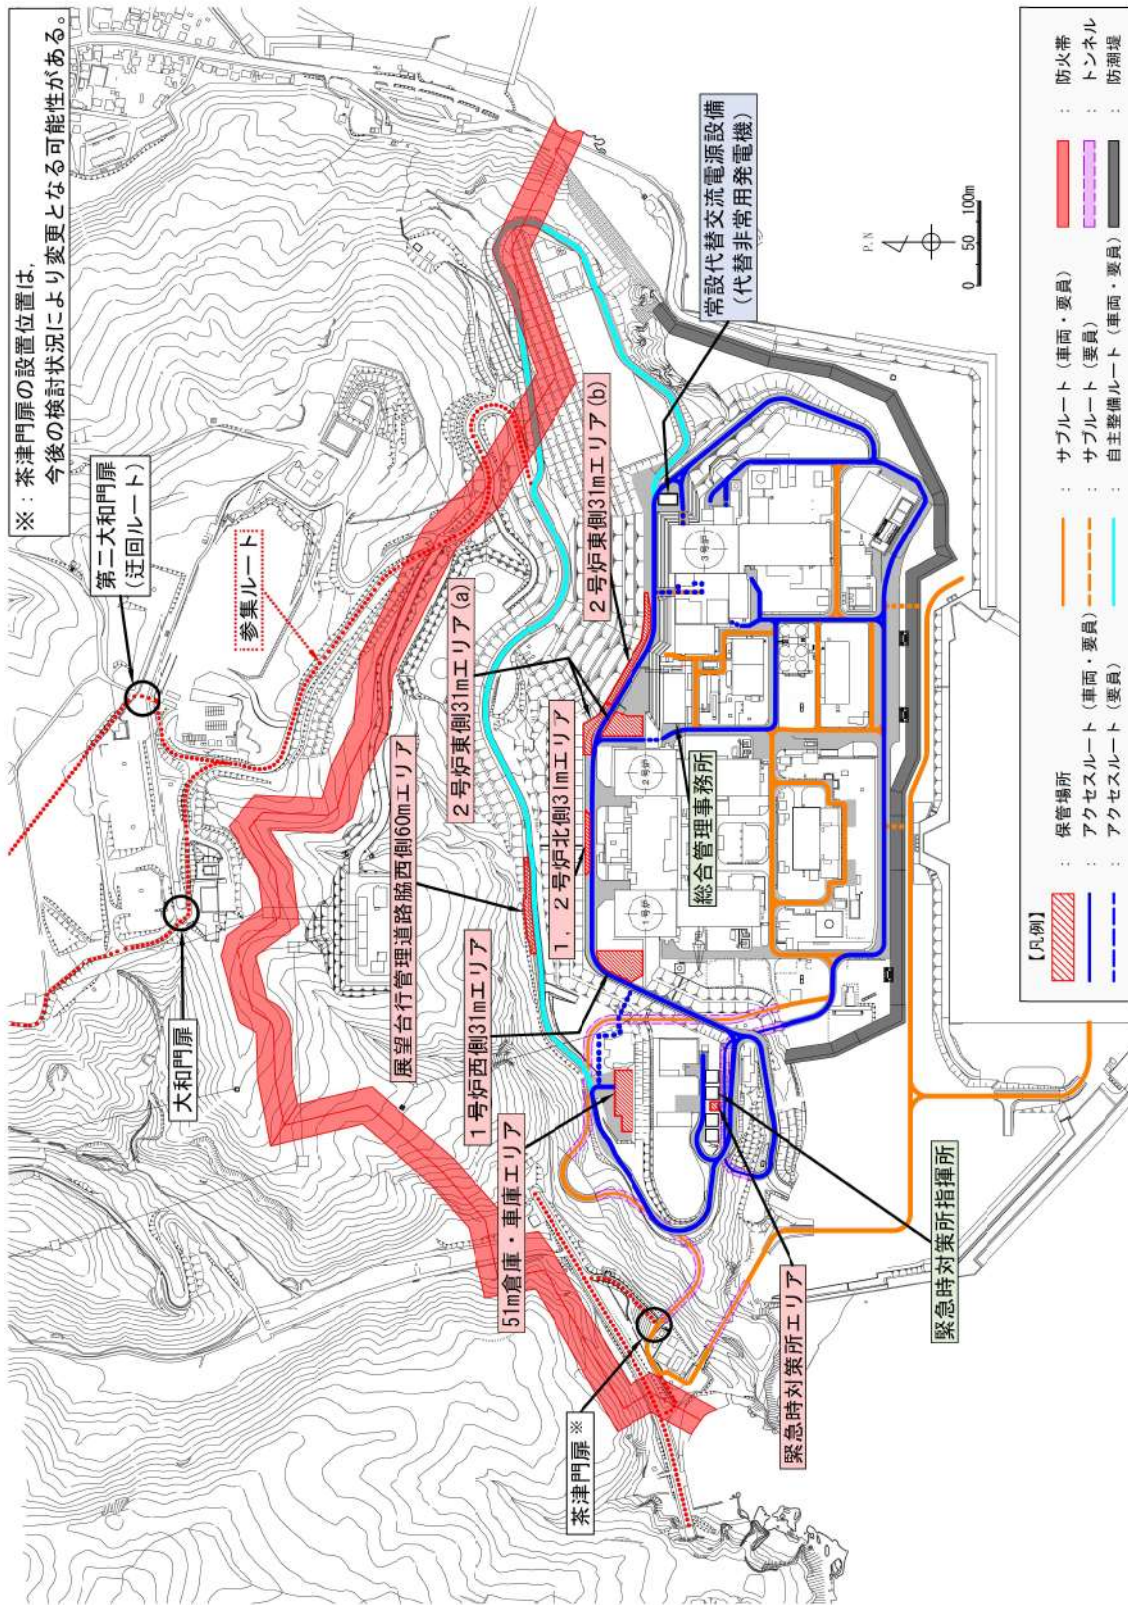 ※：茶津門扉の設置位置は，
今後の検討状況により変更となる可能性がある。
第二大和門扉
(迂回ルート)
参集ルート
大和門扉
展望台行管理道路脇西側60mエリア
２号炉東側31mエリア(a)
２号炉東側31mエリア(b)
常設代替交流電源設備
(代替非常用発電機)
１，２号炉北側31mエリア
１号炉西側31mエリア
51m倉庫・車庫エリア
茶津門扉※
総合管理事務所
1号炉
2号炉
3号炉
緊急時対策所エリア
緊急時対策所指揮所
P.N
0 50 100m
【凡例】
： 保管場所
： アクセスルート（車両・要員）
： アクセスルート（要員）
： サブルート（車両・要員）
： サブルート（要員）
： 自主整備ルート（車両・要員）
： 防火帯
： トンネル
： 防潮堤